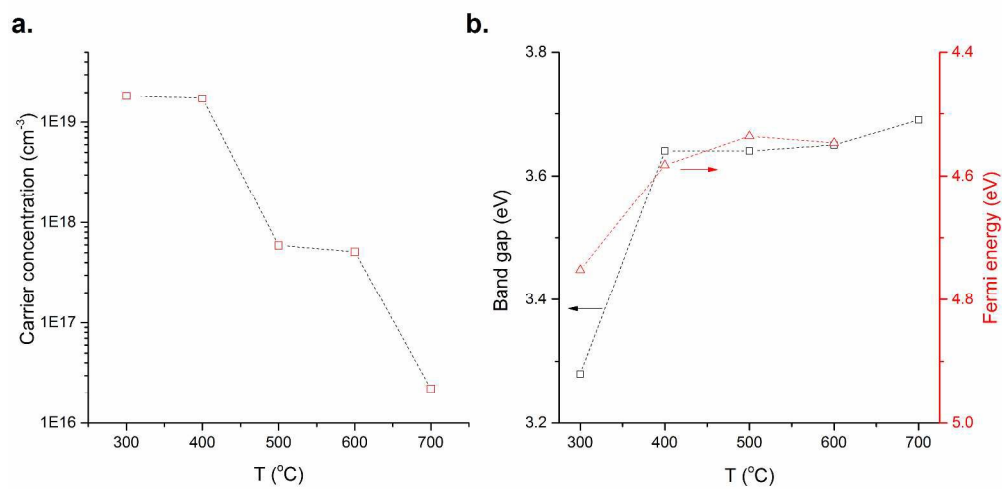 a.
Carrier concentration (cm⁻³)
1E19
1E18
1E17
1E16
300 400 500 600 700
T (°C)
b.
Band gap (eV)
3.8
3.6
3.4
3.2
300 400 500 600 700
T (°C)
4.4
4.6
4.8
5.0
Fermi energy (eV)